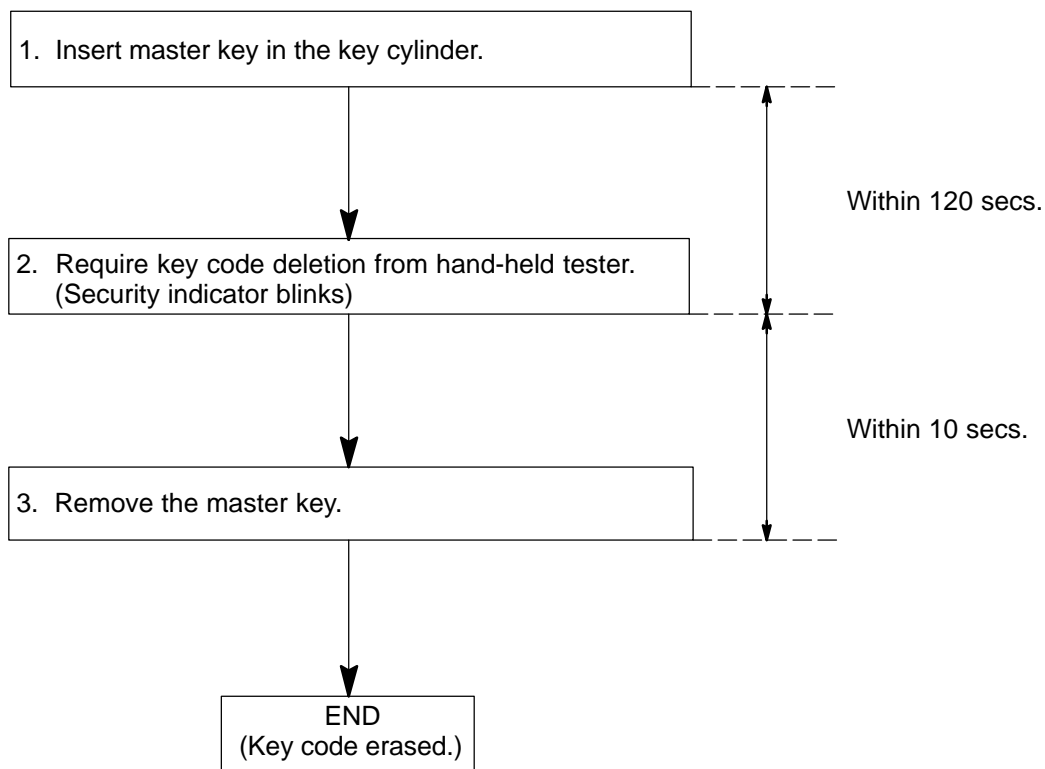 1. Insert master key in the key cylinder.
Within 120 secs.
2. Require key code deletion from hand-held tester.
(Security indicator blinks)
Within 10 secs.
3. Remove the master key.
END
(Key code erased.)